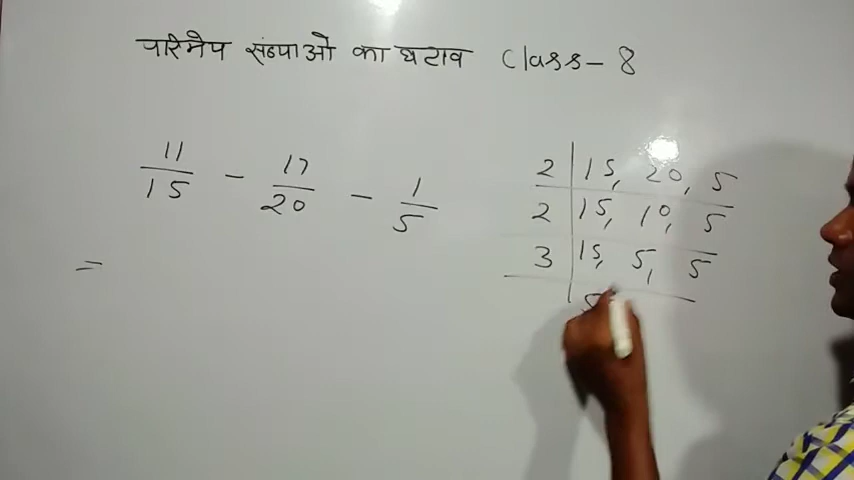 परिमेय संख्याओ का घटाव Class - 8
11/15 - 17/20 - 1/5
=
2 | 15, 20, 5
2 | 15, 10, 5
3 | 15, 5, 5
5